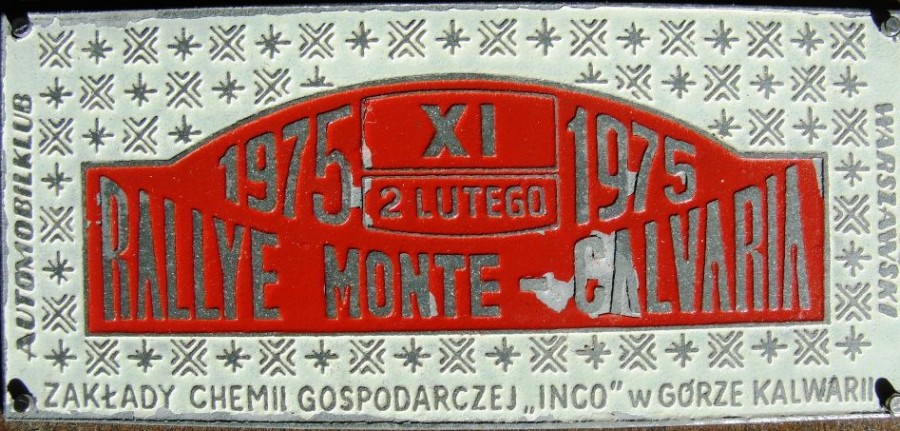 AUTOMOBILKLUB
WARSZAWSKI
XI
1975 1975
2 LUTEGO
RALLYE MONTE - CALVARIA
ZAKŁADY CHEMII GOSPODARCZEJ „INCO” W GÓRZE KALWARII